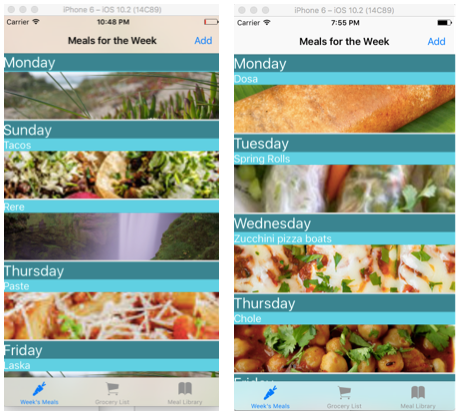 iPhone 6 – iOS 10.2 (14C89)
Carrier 10:48 PM
Meals for the Week Add
Monday
Sunday
Tacos
Rere
Thursday
Paste
Friday
Laska
Week's Meals Grocery List Meal Library
iPhone 6 – iOS 10.2 (14C89)
Carrier 7:55 PM
Meals for the Week Add
Monday
Dosa
Tuesday
Spring Rolls
Wednesday
Zucchini pizza boats
Thursday
Chole
Friday
Week's Meals Grocery List Meal Library